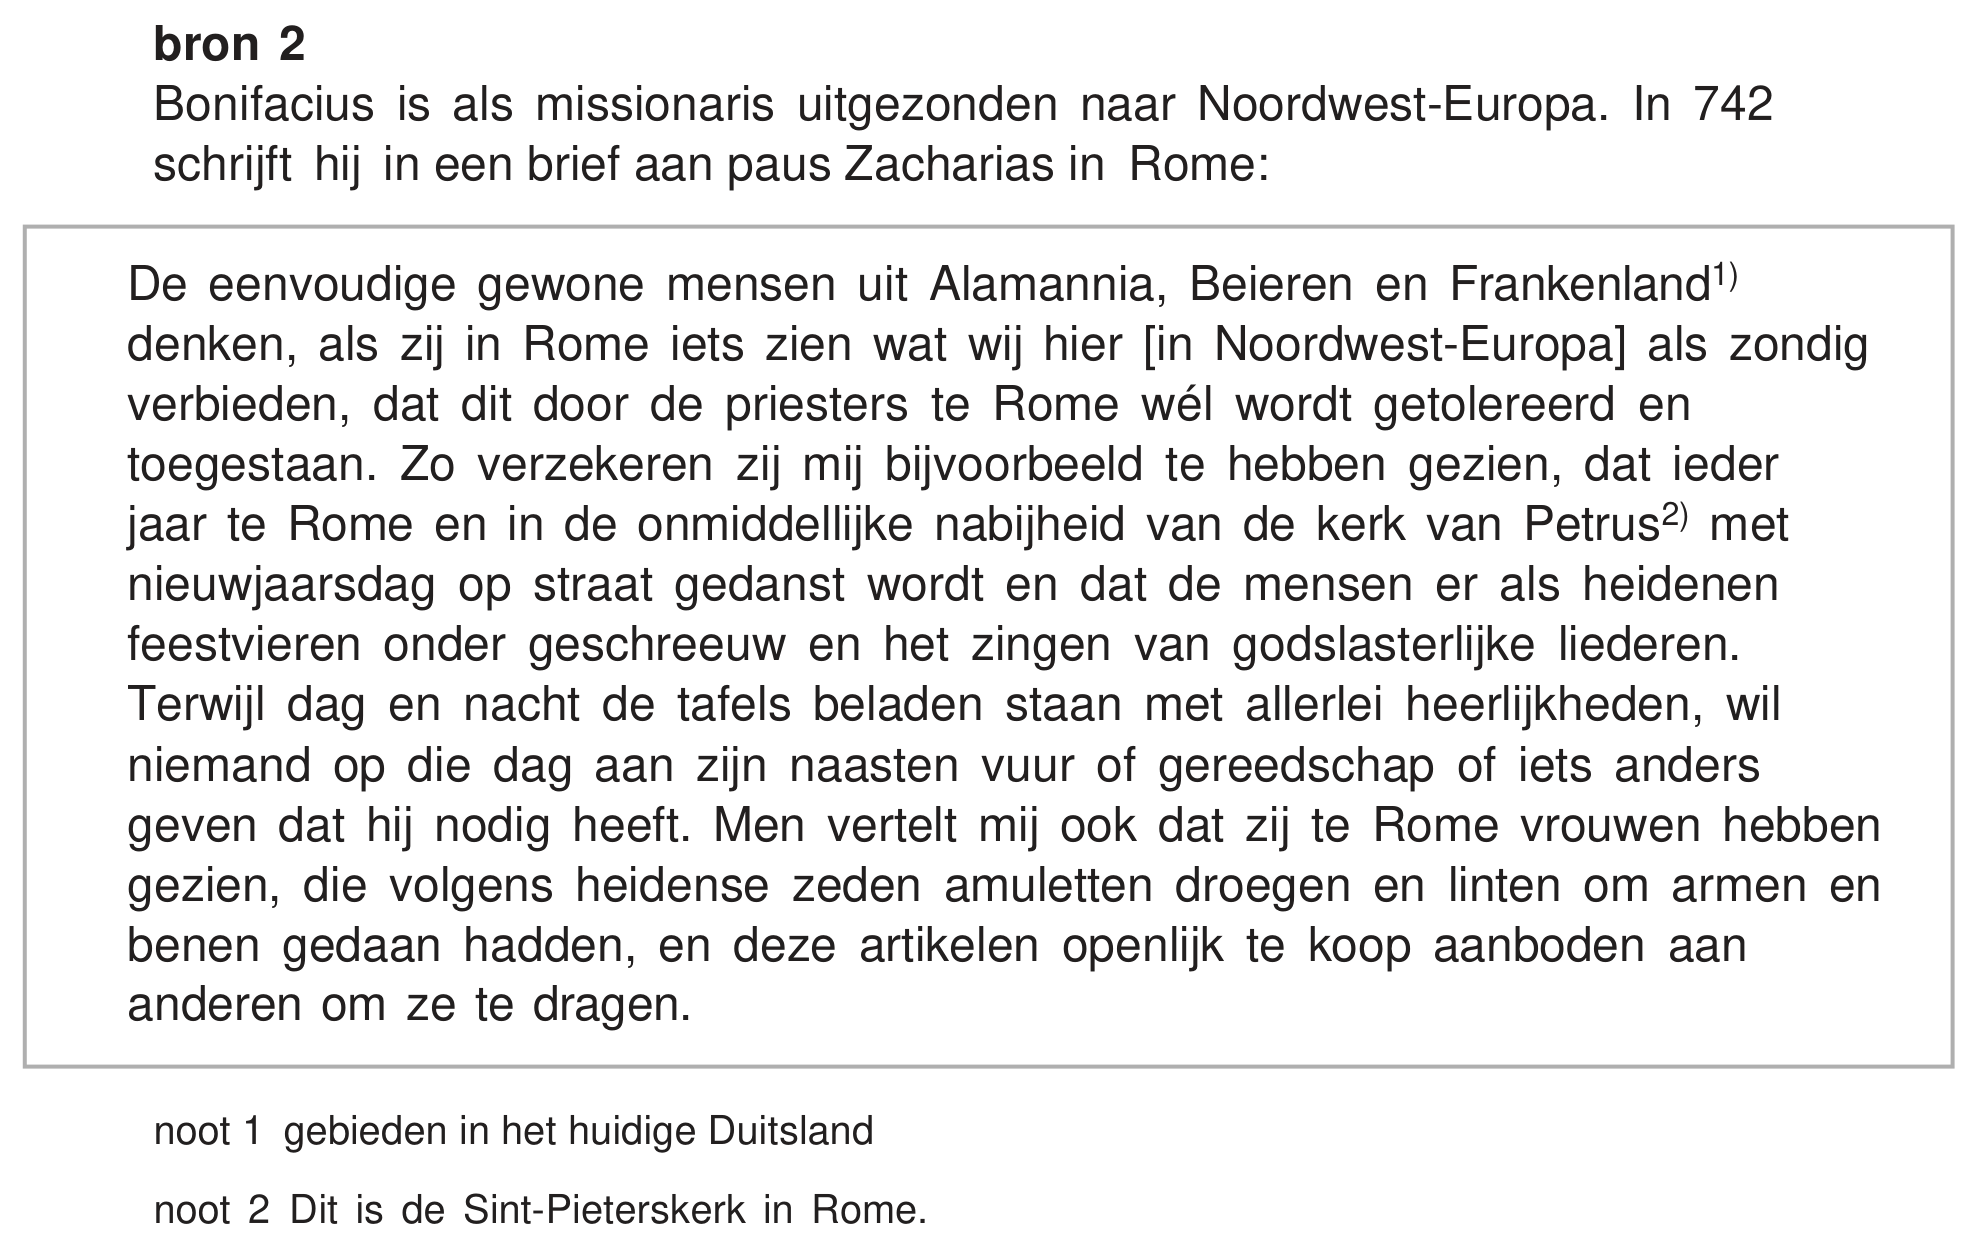 bron 2
Bonifacius is als missionaris uitgezonden naar Noordwest-Europa. In 742
schrijft hij in een brief aan paus Zacharias in Rome:
De eenvoudige gewone mensen uit Alamannia, Beieren en Frankenland1)
denken, als zij in Rome iets zien wat wij hier [in Noordwest-Europa] als zondig
verbieden, dat dit door de priesters te Rome wél wordt getolereerd en
toegestaan. Zo verzekeren zij mij bijvoorbeeld te hebben gezien, dat ieder
jaar te Rome en in de onmiddellijke nabijheid van de kerk van Petrus2) met
nieuwjaarsdag op straat gedanst wordt en dat de mensen er als heidenen
feestvieren onder geschreeuw en het zingen van godslasterlijke liederen.
Terwijl dag en nacht de tafels beladen staan met allerlei heerlijkheden, wil
niemand op die dag aan zijn naasten vuur of gereedschap of iets anders
geven dat hij nodig heeft. Men vertelt mij ook dat zij te Rome vrouwen hebben
gezien, die volgens heidense zeden amuletten droegen en linten om armen en
benen gedaan hadden, en deze artikelen openlijk te koop aanboden aan
anderen om ze te dragen.
noot 1 gebieden in het huidige Duitsland
noot 2 Dit is de Sint-Pieterskerk in Rome.